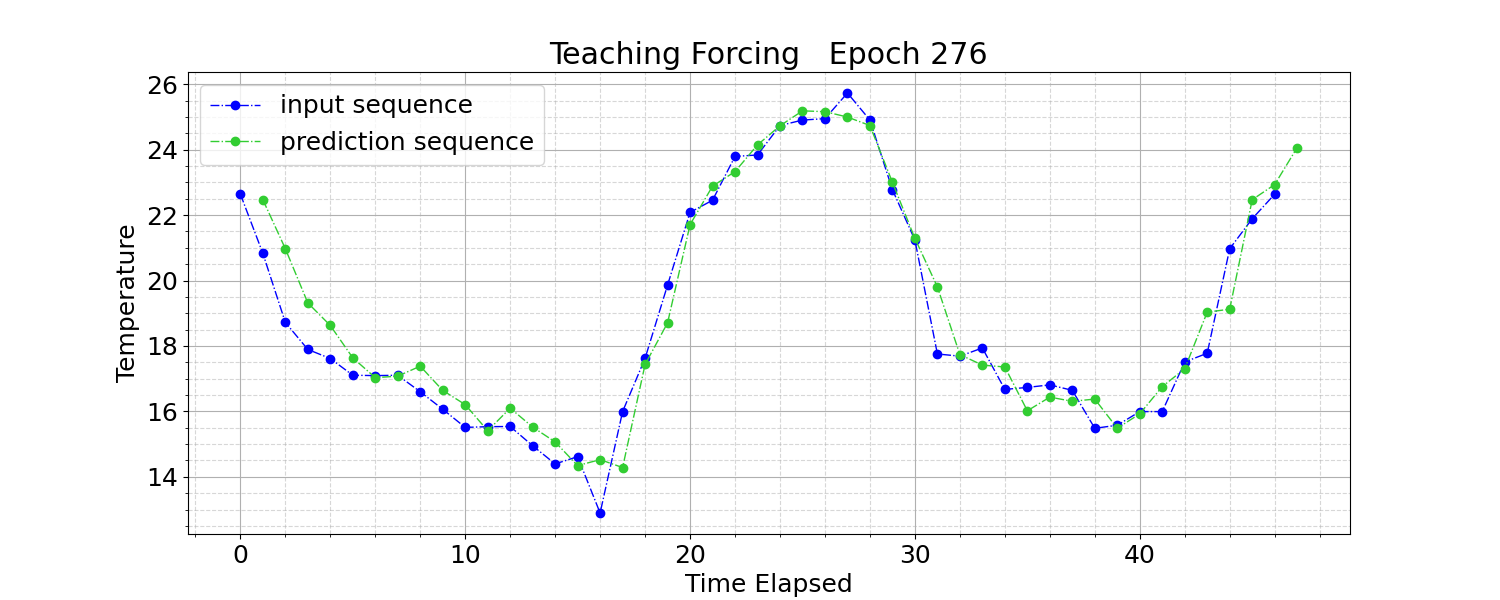 Teaching Forcing   Epoch 276
26
24
22
20
18
16
14
Temperature
input sequence
prediction sequence
0 10 20 30 40
Time Elapsed